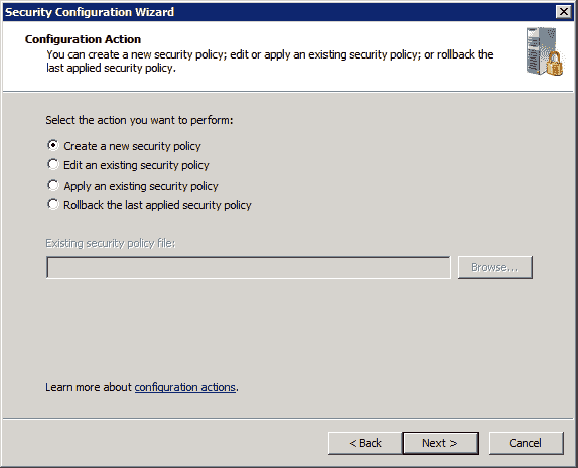 Security Configuration Wizard
Configuration Action
You can create a new security policy; edit or apply an existing security policy; or rollback the
last applied security policy.
Select the action you want to perform:
Create a new security policy
Edit an existing security policy
Apply an existing security policy
Rollback the last applied security policy
Existing security policy file:
Browse...
Learn more about configuration actions.
< Back
Next >
Cancel